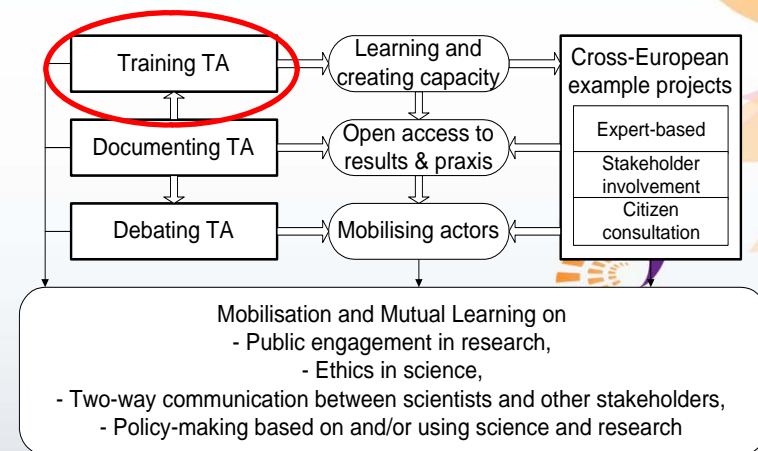 Training TA
Learning and
creating capacity
Cross-European
example projects
Expert-based
Documenting TA
Open access to
results & praxis
Stakeholder
involvement
Citizen
consultation
Debating TA
Mobilising actors
Mobilisation and Mutual Learning on
- Public engagement in research,
- Ethics in science,
- Two-way communication between scientists and other stakeholders,
- Policy-making based on and/or using science and research